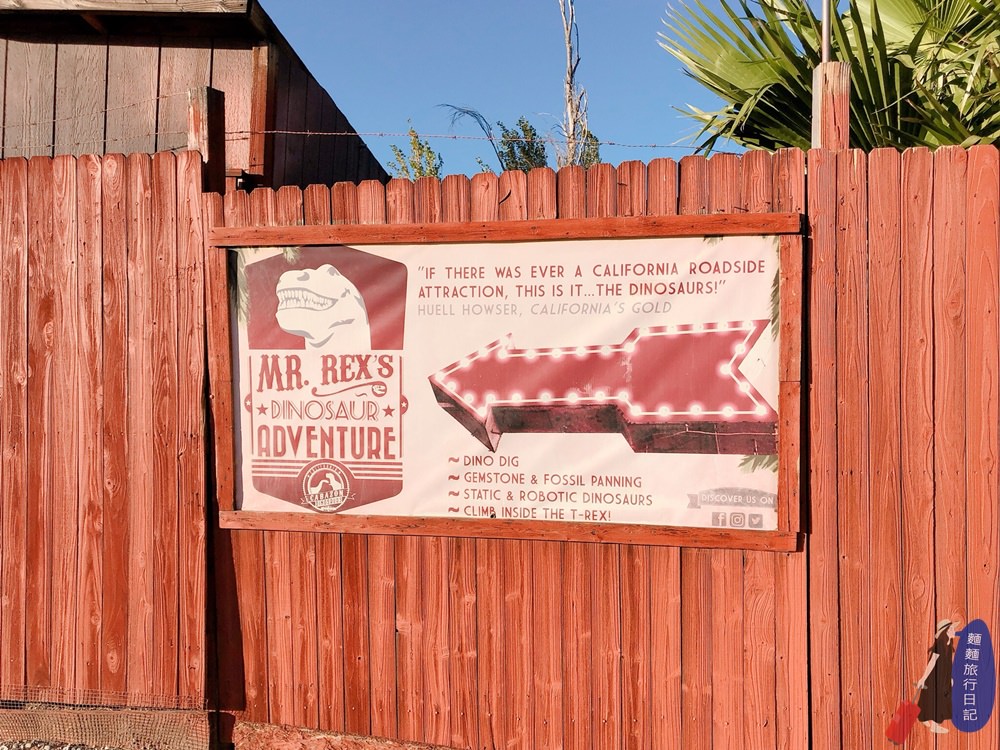 "IF THERE WAS EVER A CALIFORNIA ROADSIDE
ATTRACTION, THIS IS IT...THE DINOSAURS!"
HUELL HOWSER, CALIFORNIA'S GOLD
MR. REX'S
DINOSAUR
ADVENTURE
CABAZON
~ DINO DIG
~ GEMSTONE & FOSSIL PANNING
~ STATIC & ROBOTIC DINOSAURS
~ CLIMB INSIDE THE T-REX!
DISCOVER US ON
麵麵旅行日記